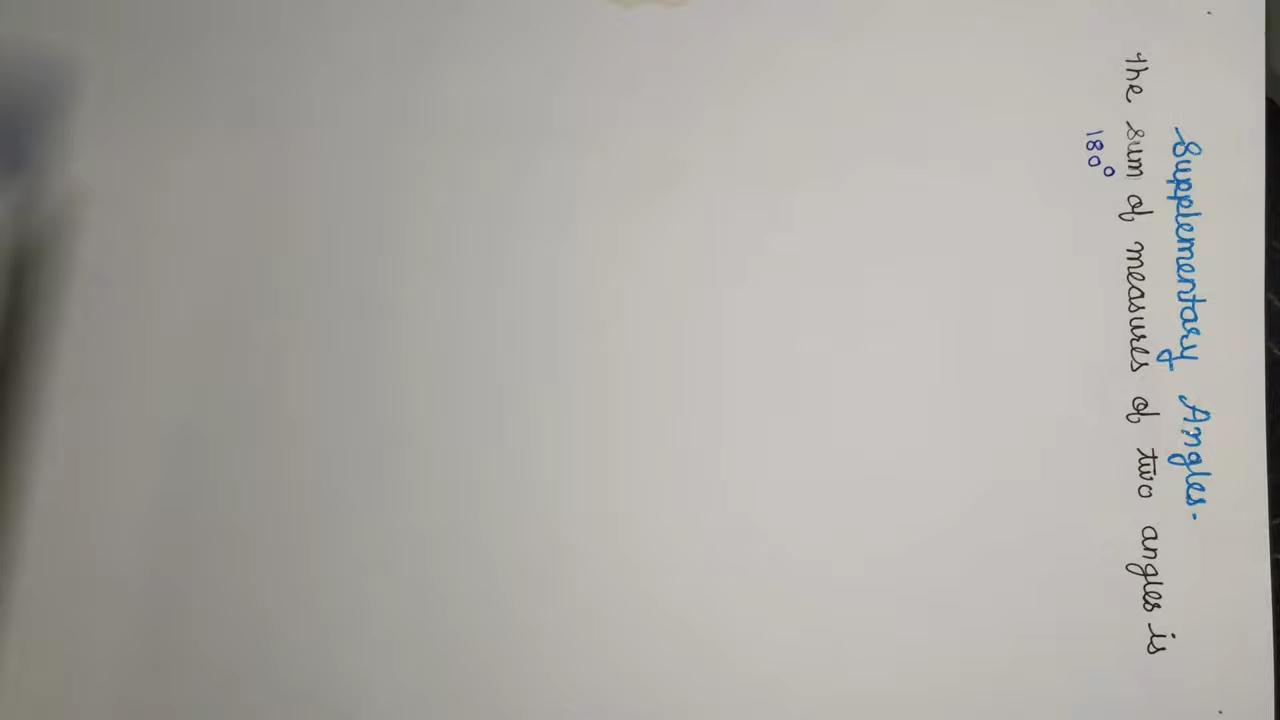 Supplementary Angles.
The sum of measures of two angles is
180°